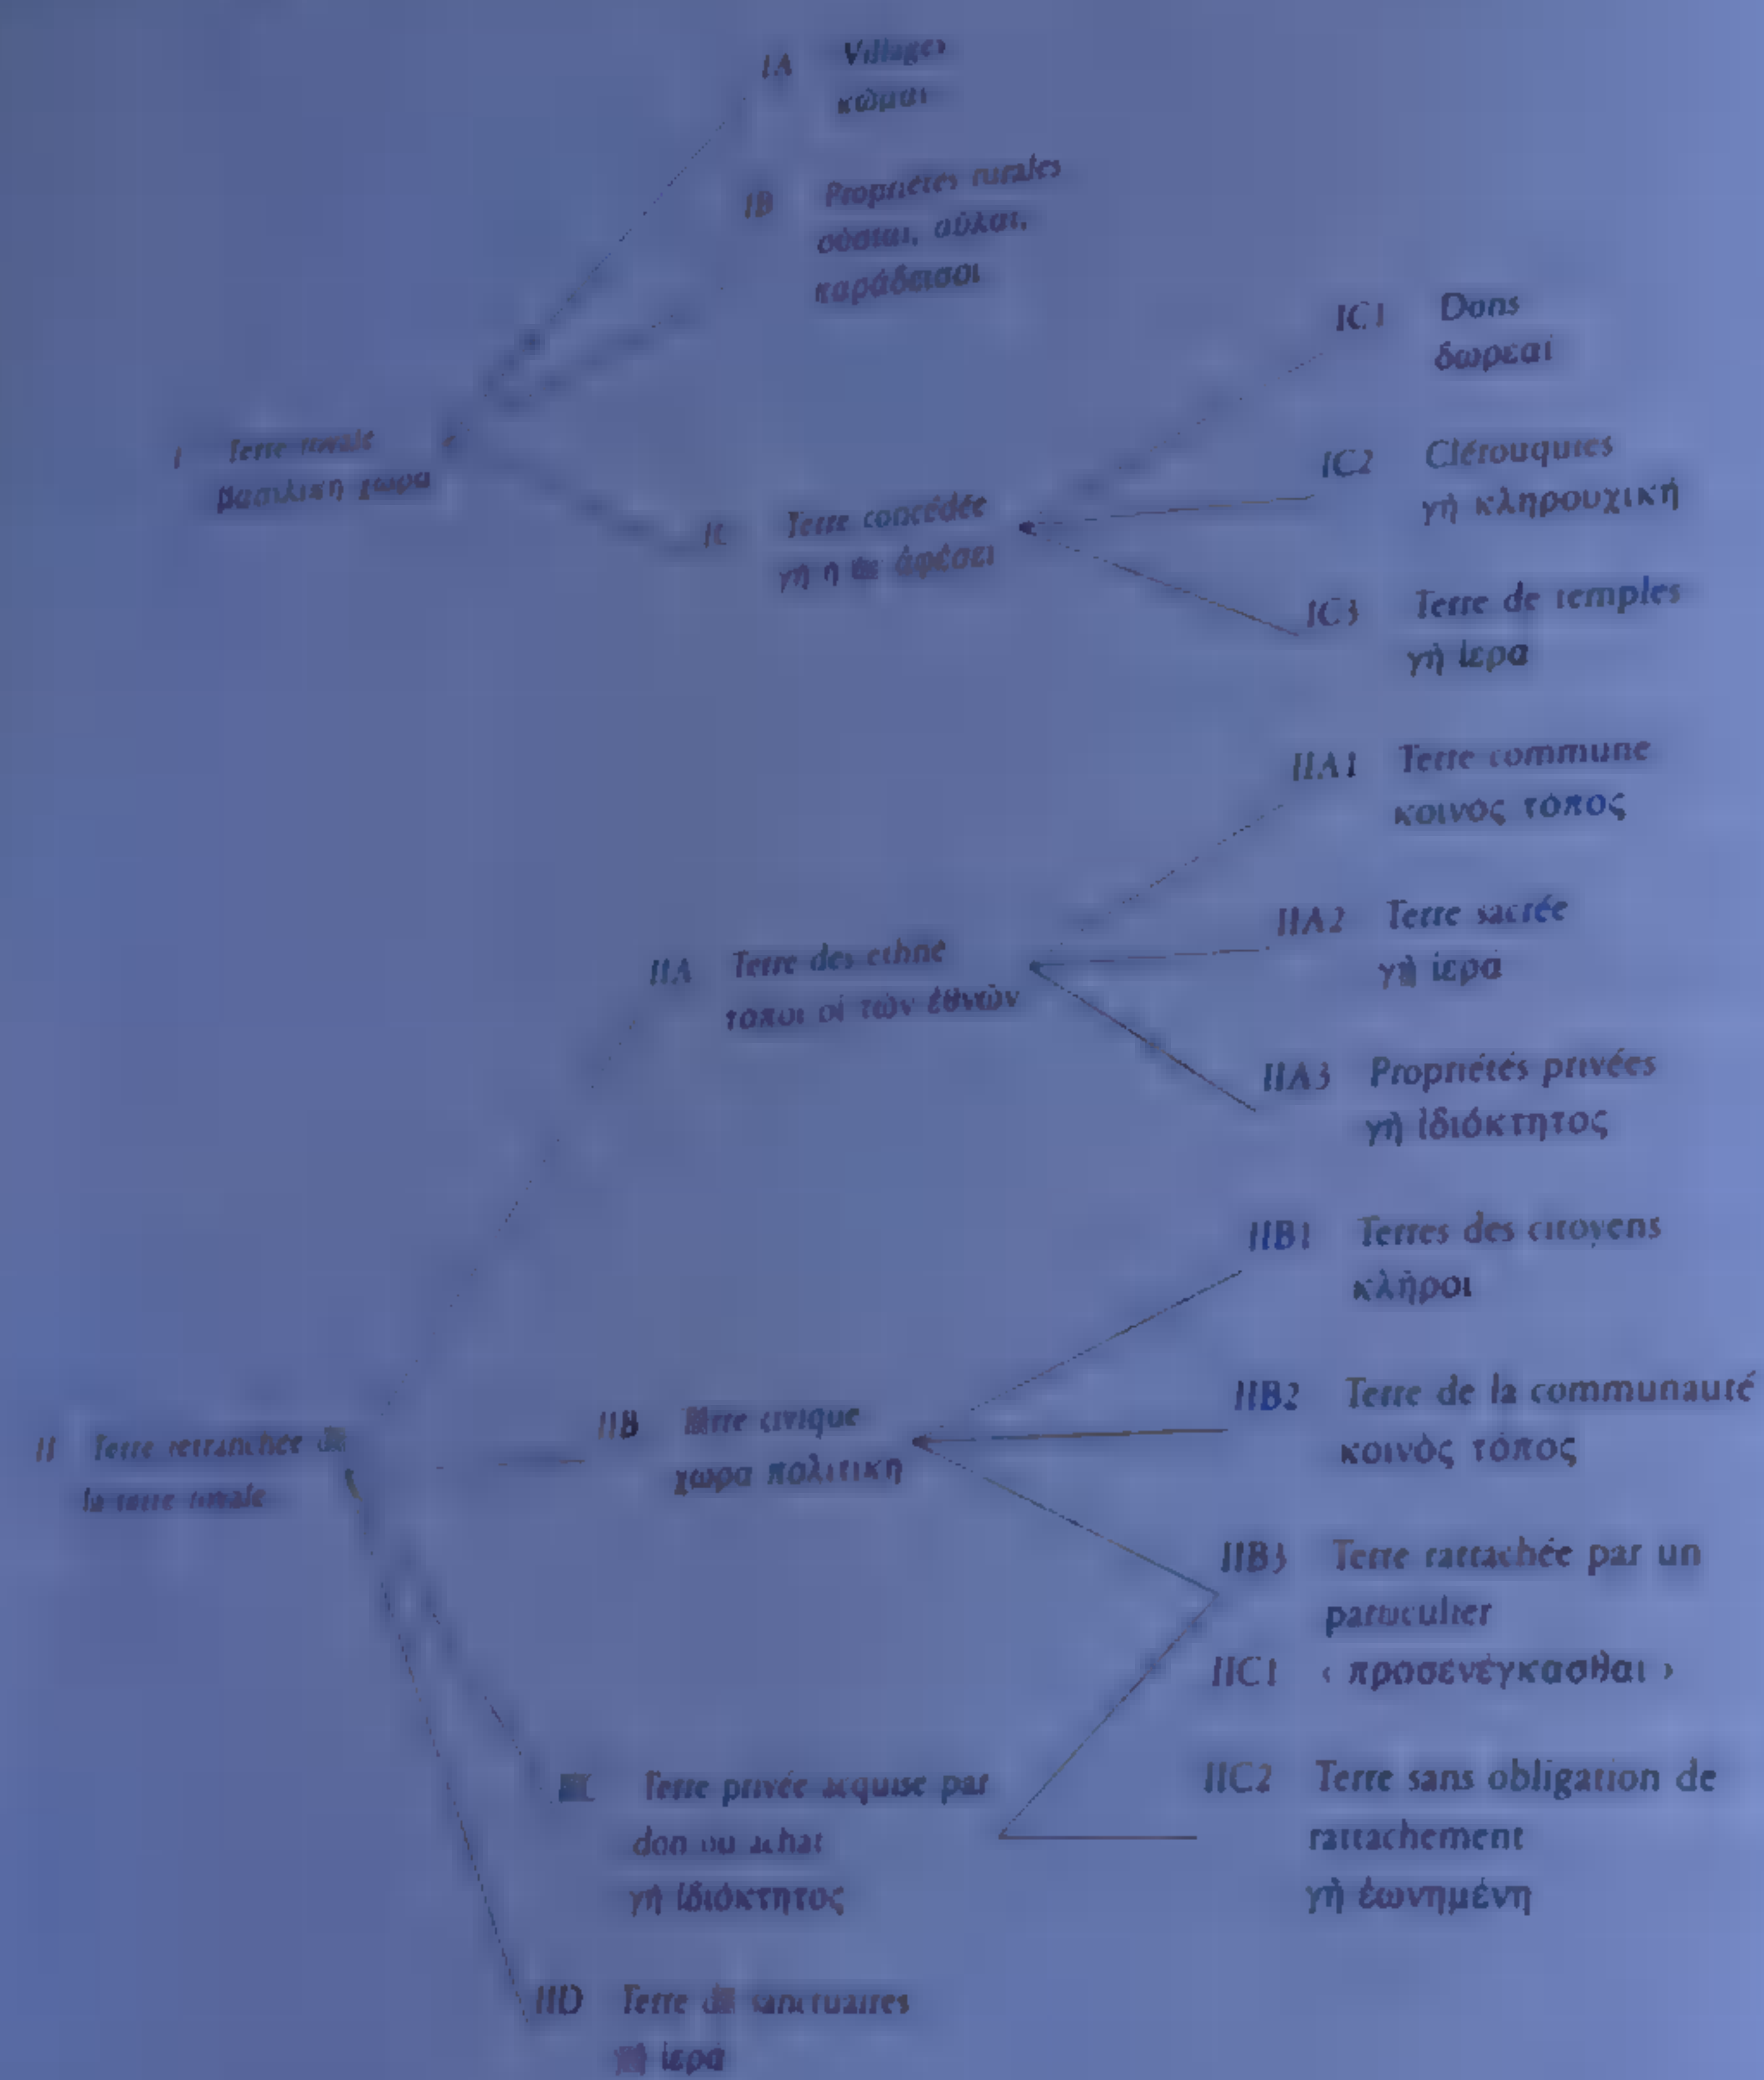 IA Villages
κῶμαι
IB Propriétés rurales
οὐσίαι, αὐλαί,
παράδεισοι
I Terre royale
βασιλικὴ χώρα
IC Terre concédée
γῆ ἡ ἀφέσει
IC1 Dons
δωρεαί
IC2 Clérouquies
γῆ κληρουχική
IC3 Terre de temples
γῆ ἱερά
IIA Terre des ethnè
τόποι οἱ τῶν ἐθνῶν
IIA1 Terre commune
κοινὸς τόπος
IIA2 Terre sacrée
γῆ ἱερά
IIA3 Propriétés privées
γῆ ἰδιόκτητος
II Terre retranchée de
la terre royale
IIB Terre civique
χώρα πολιτική
IIB1 Terres des citoyens
κλῆροι
IIB2 Terre de la communauté
κοινὸς τόπος
IIB3 Terre rattachée par un
particulier
IIC1 ‹ προσενέγκασθαι ›
IIC Terre privée acquise par
don ou achat
γῆ ἰδιόκτητος
IIC2 Terre sans obligation de
rattachement
γῆ ἐωνημένη
IID Terre de sanctuaires
γῆ ἱερά